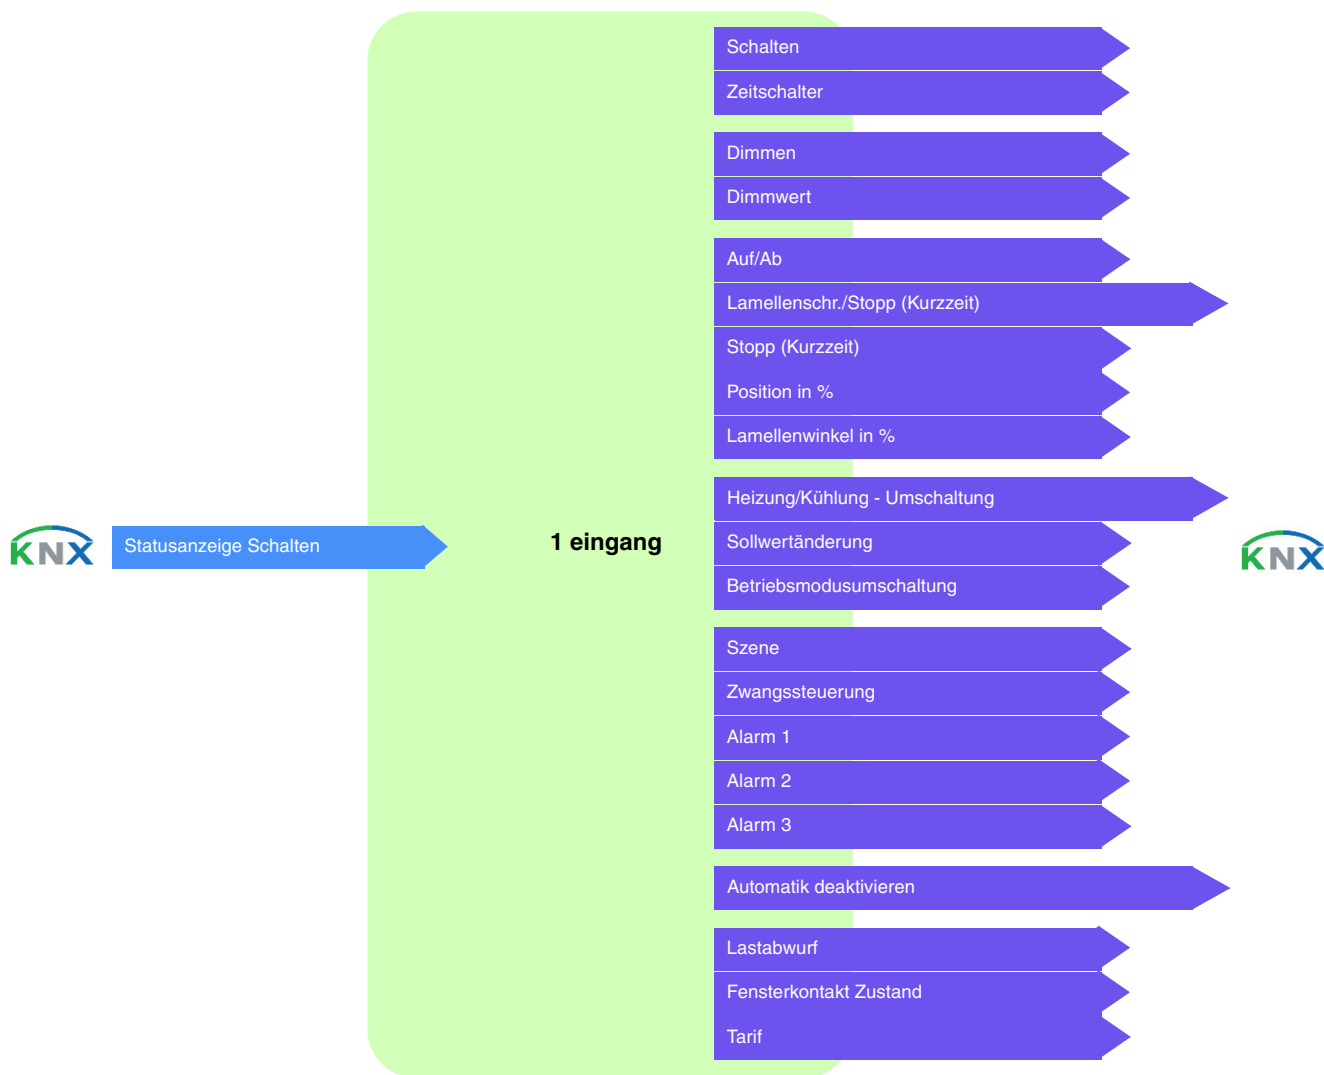 Schalten
Zeitschalter
Dimmen
Dimmwert
Auf/Ab
Lamellenschr./Stopp (Kurzzeit)
Stopp (Kurzzeit)
Position in %
Lamellenwinkel in %
Heizung/Kühlung - Umschaltung
KNX
Statusanzeige Schalten
1 eingang
Sollwertänderung
KNX
Betriebsmodusumschaltung
Szene
Zwangssteuerung
Alarm 1
Alarm 2
Alarm 3
Automatik deaktivieren
Lastabwurf
Fensterkontakt Zustand
Tarif